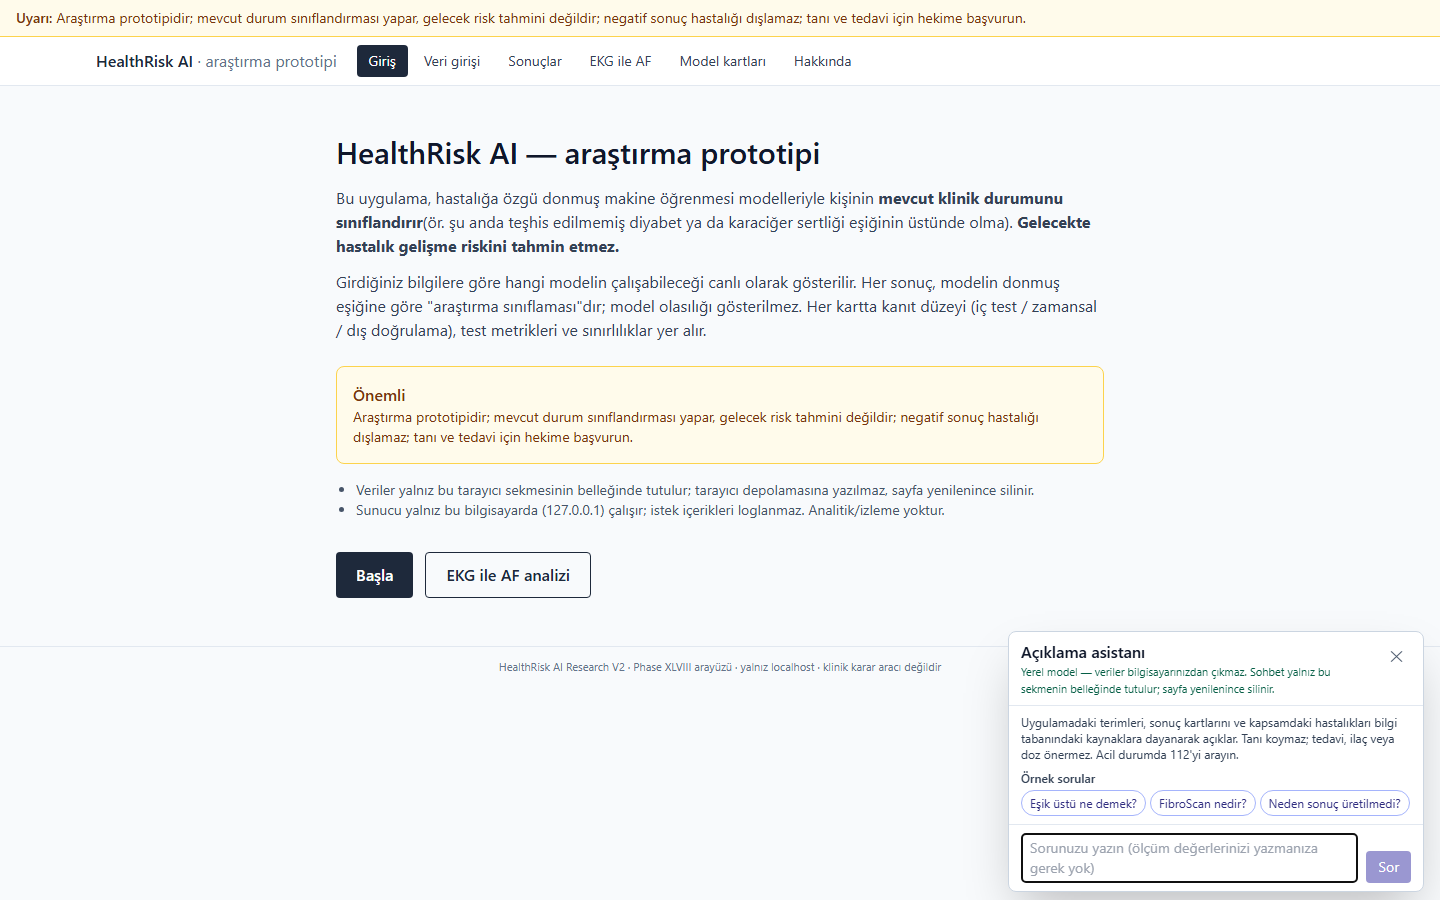 Uyarı: Araştırma prototipidir; mevcut durum sınıflandırması yapar, gelecek risk tahmini değildir; negatif sonuç hastalığı dışlamaz; tanı ve tedavi için hekime başvurun.
HealthRisk AI · araştırma prototipi Giriş Veri girişi Sonuçlar EKG ile AF Model kartları Hakkında
HealthRisk AI — araştırma prototipi
Bu uygulama, hastalığa özgü donmuş makine öğrenmesi modelleriyle kişinin mevcut klinik durumunu
sınıflandırır(ör. şu anda teşhis edilmemiş diyabet ya da karaciğer sertliği eşiğinin üstünde olma). Gelecekte
hastalık gelişme riskini tahmin etmez.
Girdiğiniz bilgilere göre hangi modelin çalışabileceği canlı olarak gösterilir. Her sonuç, modelin donmuş
eşiğine göre "araştırma sınıflaması"dır; model olasılığı gösterilmez. Her kartta kanıt düzeyi (iç test / zamansal
/ dış doğrulama), test metrikleri ve sınırlılıklar yer alır.
Önemli
Araştırma prototipidir; mevcut durum sınıflandırması yapar, gelecek risk tahmini değildir; negatif sonuç hastalığı
dışlamaz; tanı ve tedavi için hekime başvurun.
• Veriler yalnız bu tarayıcı sekmesinin belleğinde tutulur; tarayıcı depolamasına yazılmaz, sayfa yenilenince silinir.
• Sunucu yalnız bu bilgisayarda (127.0.0.1) çalışır; istek içerikleri loglanmaz. Analitik/izleme yoktur.
Başla EKG ile AF analizi
HealthRisk AI Research V2 · Phase XLVIII arayüzü · yalnız localhost · klinik karar aracı değildir
Açıklama asistanı
Yerel model — veriler bilgisayarınızdan çıkmaz. Sohbet yalnız bu
sekmenin belleğinde tutulur; sayfa yenilenince silinir.
Uygulamadaki terimleri, sonuç kartlarını ve kapsamdaki hastalıkları bilgi
tabanındaki kaynaklara dayanarak açıklar. Tanı koymaz; tedavi, ilaç veya
doz önermez. Acil durumda 112'yi arayın.
Örnek sorular
Eşik üstü ne demek? FibroScan nedir? Neden sonuç üretilmedi?
Sorunuzu yazın (ölçüm değerlerinizi yazmanıza
gerek yok)
Sor